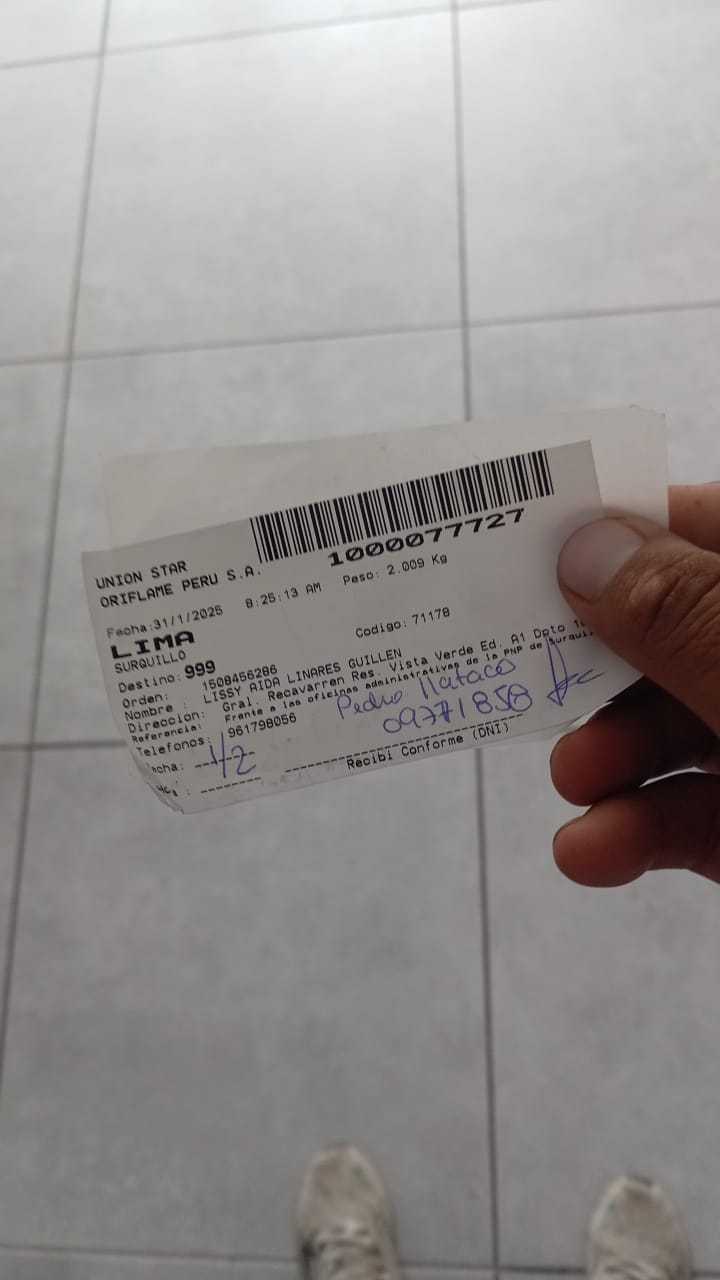 1000077727
UNION STAR
ORIFLAME PERU S.A.
Fecha:31/1/2025 8:25:13 AM Peso: 2.009 Kg
LIMA
SURQUILLO Codigo: 71178
Destino: 999
Orden: 1508456286
Nombre : LISSY AIDA LINARES GUILLEN
Direccion: Gral. Recavarren Res. Vista Verde Ed. A1 Dpto
Referencia: Frente a las oficinas administrativas de la PNP de
Telefonos: 961798056
Pedro
09771858
1/2
Recibi Conforme (DNI)